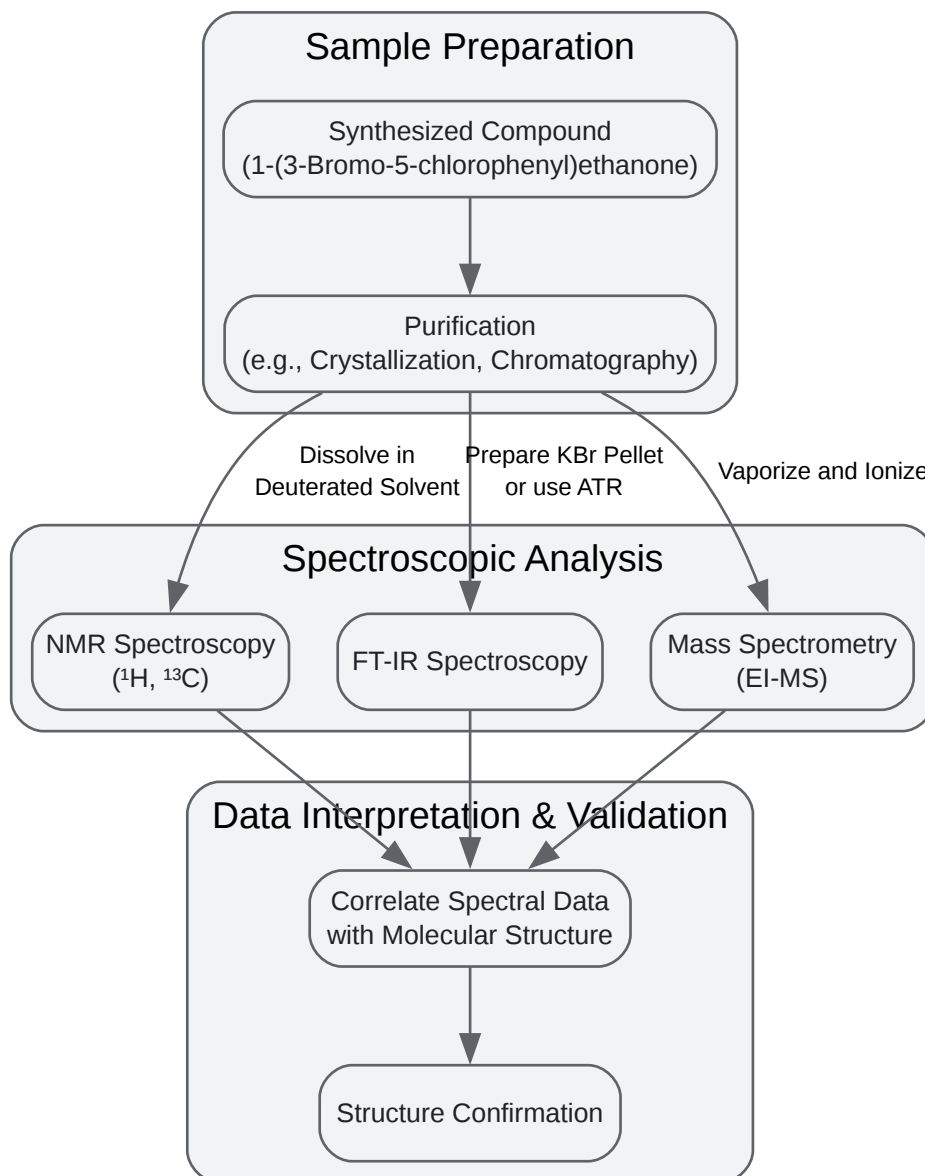 Sample Preparation
Synthesized Compound
(1-(3-Bromo-5-chlorophenyl)ethanone)
Purification
(e.g., Crystallization, Chromatography)
Dissolve in
Deuterated Solvent
Prepare KBr Pellet
or use ATR
Vaporize and Ionize
Spectroscopic Analysis
NMR Spectroscopy
(¹H, ¹³C)
FT-IR Spectroscopy
Mass Spectrometry
(EI-MS)
Data Interpretation & Validation
Correlate Spectral Data
with Molecular Structure
Structure Confirmation